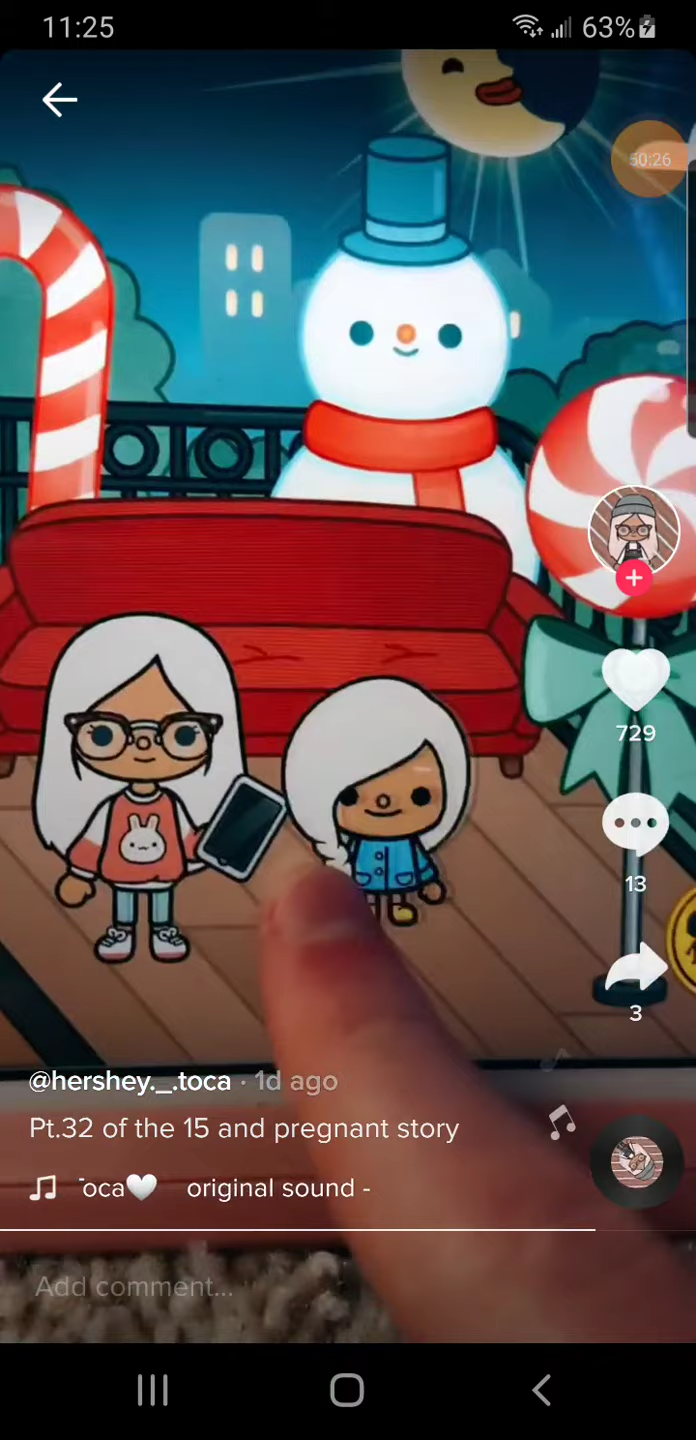 11:25
63%
50:26
729
13
3
@hershey._.toca · 1d ago
Pt.32 of the 15 and pregnant story
oca🤍 original sound -
Add comment...